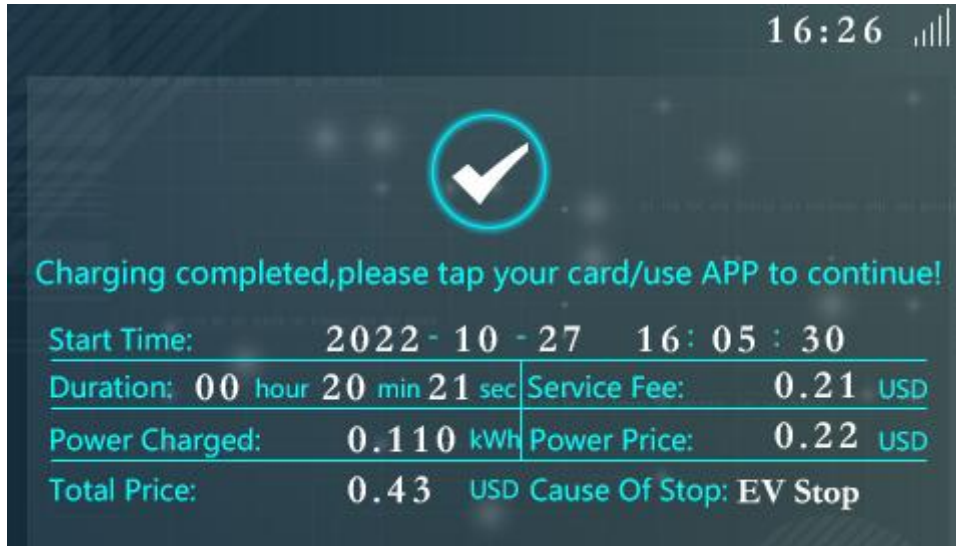 16:26
Charging completed,please tap your card/use APP to continue!
Start Time: 2022-10-27 16:05:30
Duration: 00 hour 20 min 21 sec Service Fee: 0.21 USD
Power Charged: 0.110 kWh Power Price: 0.22 USD
Total Price: 0.43 USD Cause Of Stop: EV Stop